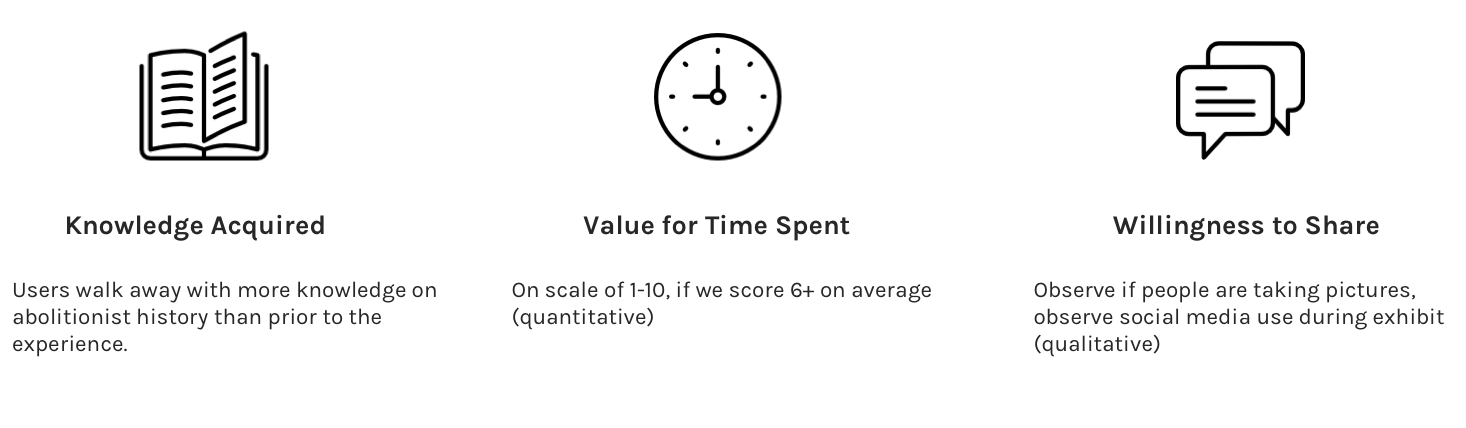 Knowledge Acquired
Users walk away with more knowledge on
abolitionist history than prior to the
experience.
Value for Time Spent
On scale of 1-10, if we score 6+ on average
(quantitative)
Willingness to Share
Observe if people are taking pictures,
observe social media use during exhibit
(qualitative)